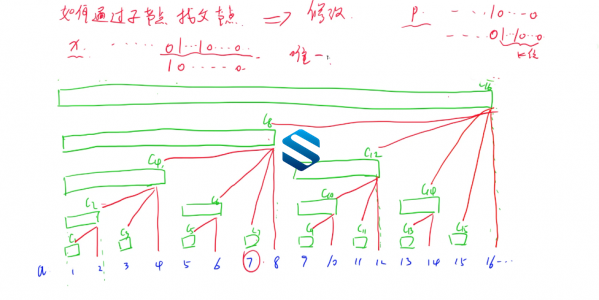 如何通过子节点找父节点 => 修改
p ... ..10...0
x ... ... 01...10...0
... .01..10..0
10.....0 唯一
k位
C16
C8
C4 C12
C2 C6 C10 C14
C1 C3 C5 C7 C9 C11 C13 C15
a 1 2 3 4 5 6 7 8 9 10 11 12 13 14 15 16...